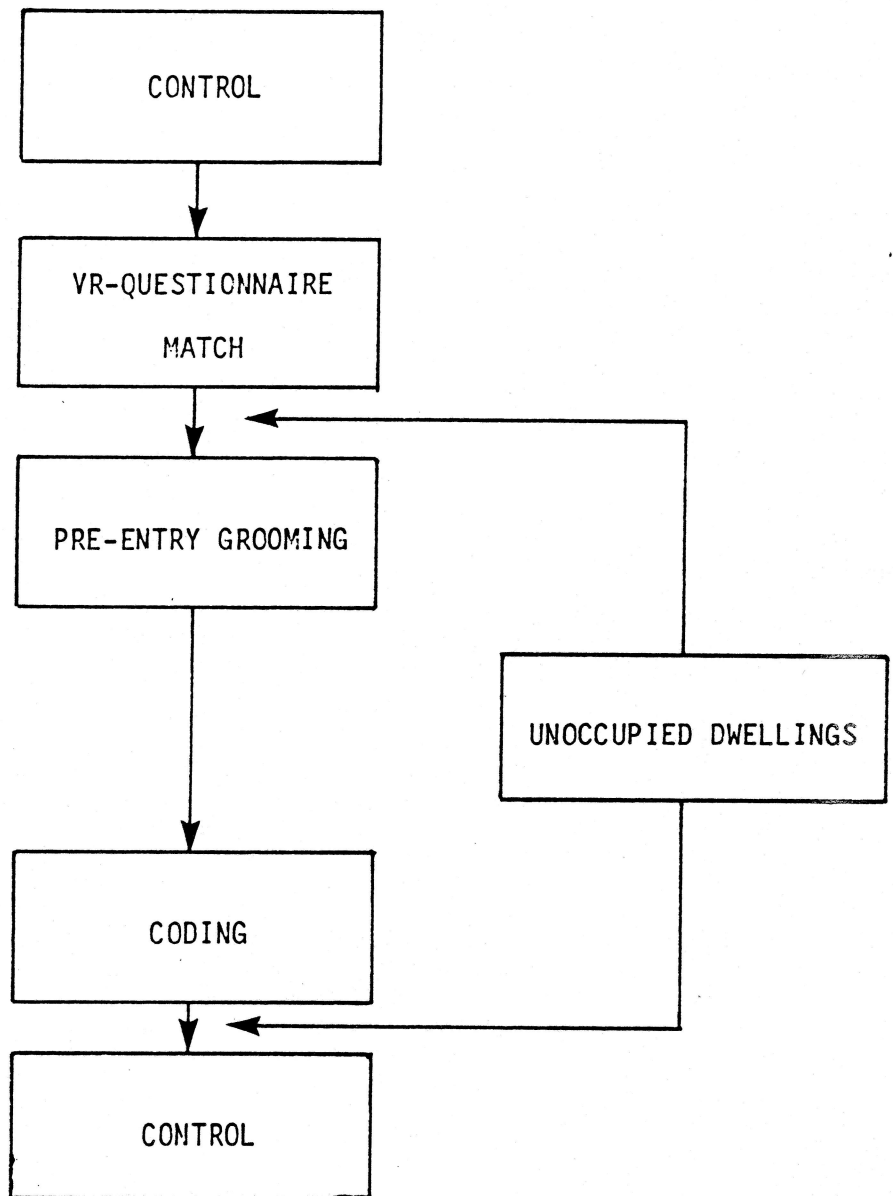 CONTROL
VR-QUESTIONNAIRE
MATCH
PRE-ENTRY GROOMING
UNOCCUPIED DWELLINGS
CODING
CONTROL